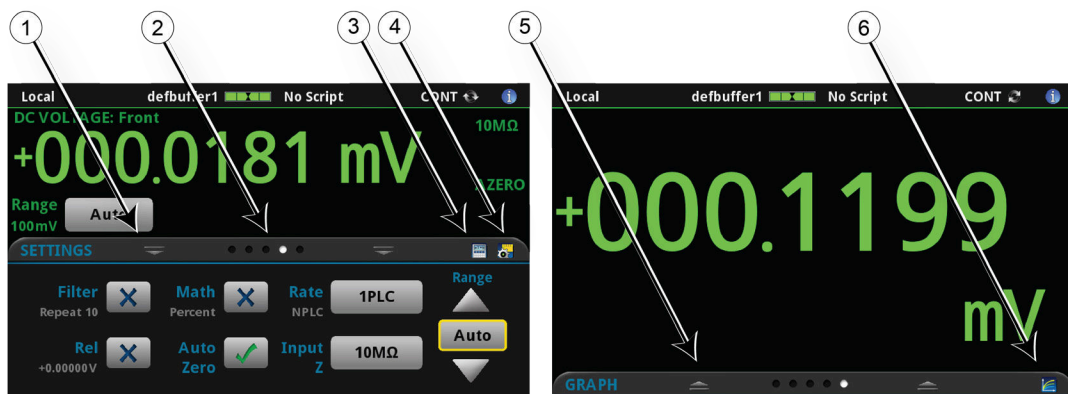 1 2 3 4 5 6
Local defbuffer1 No Script CONT
DC VOLTAGE: Front
10MΩ
+000.0181 mV
AZERO
Range
100mV
Auto
SETTINGS
Filter
Repeat 10
Math
Percent
Rate
NPLC
1PLC
Range
Auto
Rel
+0.00000V
Auto
Zero
Input
Z
10MΩ
Local defbuffer1 No Script CONT
+000.1199
mV
GRAPH